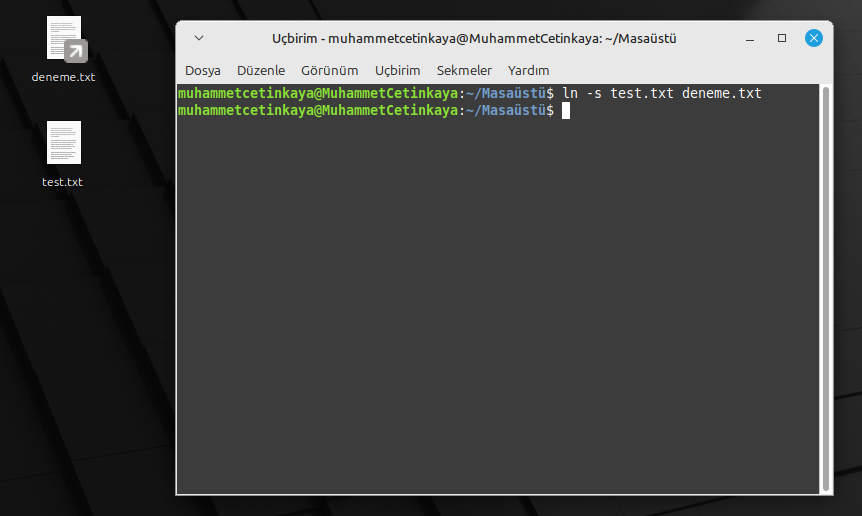 deneme.txt
test.txt
Uçbirim - muhammetcetinkaya@MuhammetCetinkaya: ~/Masaüstü
Dosya Düzenle Görünüm Uçbirim Sekmeler Yardım
muhammetcetinkaya@MuhammetCetinkaya:~/Masaüstü$ ln -s test.txt deneme.txt
muhammetcetinkaya@MuhammetCetinkaya:~/Masaüstü$